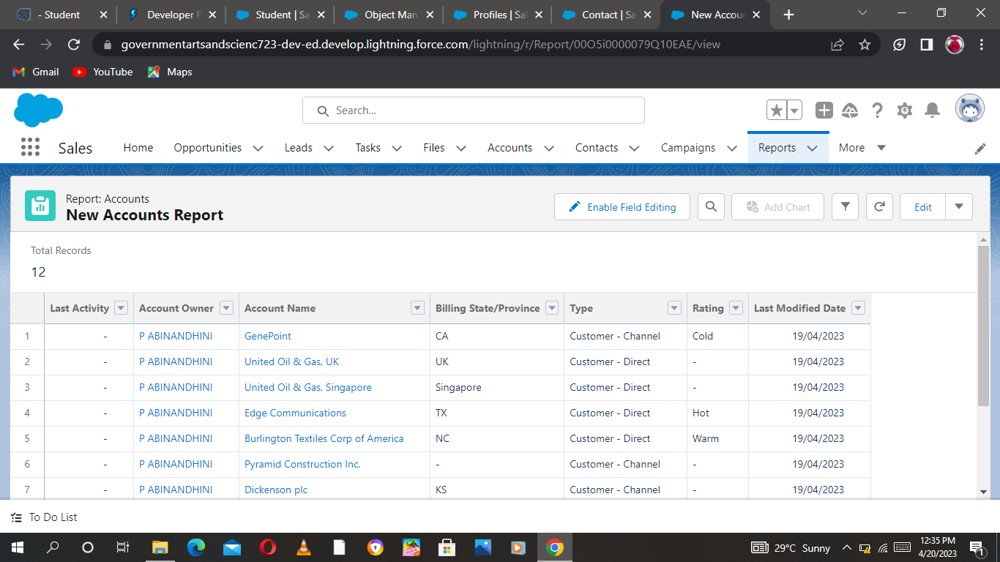 - Student
Developer P
Student | Sa
Object Man
Profiles | Sal
Contact | Sa
New Accour
governmentartsandscienc723-dev-ed.develop.lightning.force.com/lightning/r/Report/00O5i0000079Q10EAE/view
Gmail YouTube Maps
Search...
Sales Home Opportunities Leads Tasks Files Accounts Contacts Campaigns Reports More
Report: Accounts
New Accounts Report
Enable Field Editing Add Chart Edit
Total Records
12
Last Activity Account Owner Account Name Billing State/Province Type Rating Last Modified Date
1 - P ABINANDHINI GenePoint CA Customer - Channel Cold 19/04/2023
2 - P ABINANDHINI United Oil & Gas, UK UK Customer - Direct - 19/04/2023
3 - P ABINANDHINI United Oil & Gas, Singapore Singapore Customer - Direct - 19/04/2023
4 - P ABINANDHINI Edge Communications TX Customer - Direct Hot 19/04/2023
5 - P ABINANDHINI Burlington Textiles Corp of America NC Customer - Direct Warm 19/04/2023
6 - P ABINANDHINI Pyramid Construction Inc. - Customer - Channel - 19/04/2023
7 - P ABINANDHINI Dickenson plc KS Customer - Channel - 19/04/2023
To Do List
29°C Sunny
12:35 PM
4/20/2023
1